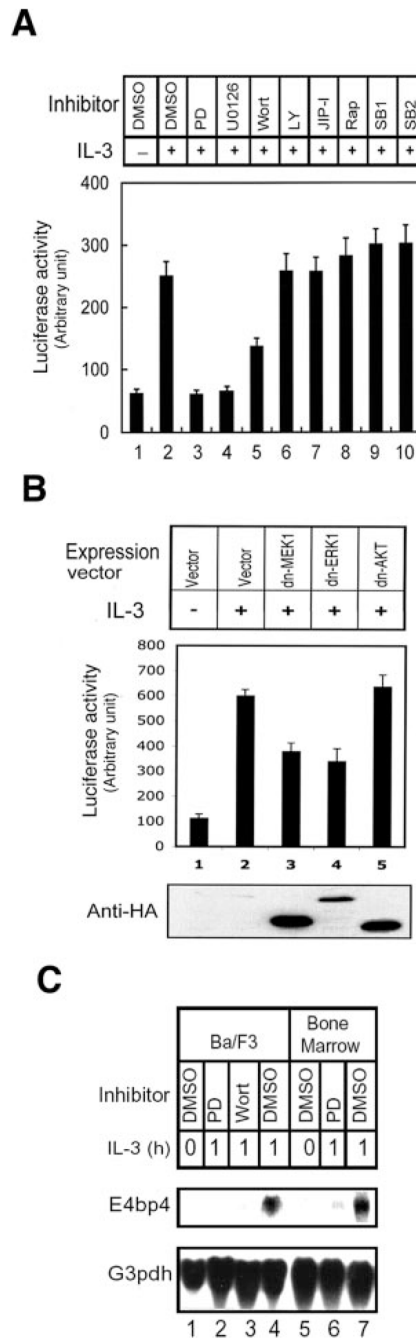 A
Inhibitor DMSO DMSO PD U0126 Wort LY JIP-I Rap SB1 SB2
IL-3 – + + + + + + + + +
Luciferase activity
(Arbitrary unit)
400
300
200
100
0
1 2 3 4 5 6 7 8 9 10
B
Expression
vector
Vector Vector dn-MEK1 dn-ERK1 dn-AKT
IL-3 - + + + +
Luciferase activity
(Arbitrary unit)
800
700
600
500
400
300
200
100
0
1 2 3 4 5
Anti-HA
C
Ba/F3 Bone
Marrow
Inhibitor DMSO PD Wort DMSO DMSO PD DMSO
IL-3 (h) 0 1 1 1 0 1 1
E4bp4
G3pdh
1 2 3 4 5 6 7